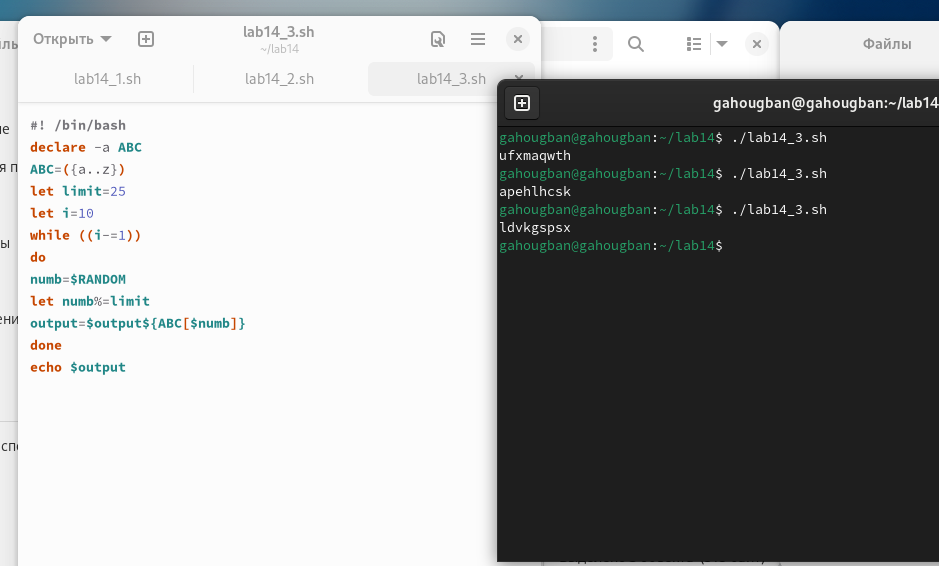 Открыть
lab14_3.sh
~/lab14
lab14_1.sh
lab14_2.sh
lab14_3.sh
#! /bin/bash
declare -a ABC
ABC=({a..z})
let limit=25
let i=10
while ((i-=1))
do
numb=$RANDOM
let numb%=limit
output=$output${ABC[$numb]}
done
echo $output
Файлы
gahougban@gahougban:~/lab14
gahougban@gahougban:~/lab14$ ./lab14_3.sh
ufxmaqwth
gahougban@gahougban:~/lab14$ ./lab14_3.sh
apehlhcsk
gahougban@gahougban:~/lab14$ ./lab14_3.sh
ldvkgspsx
gahougban@gahougban:~/lab14$